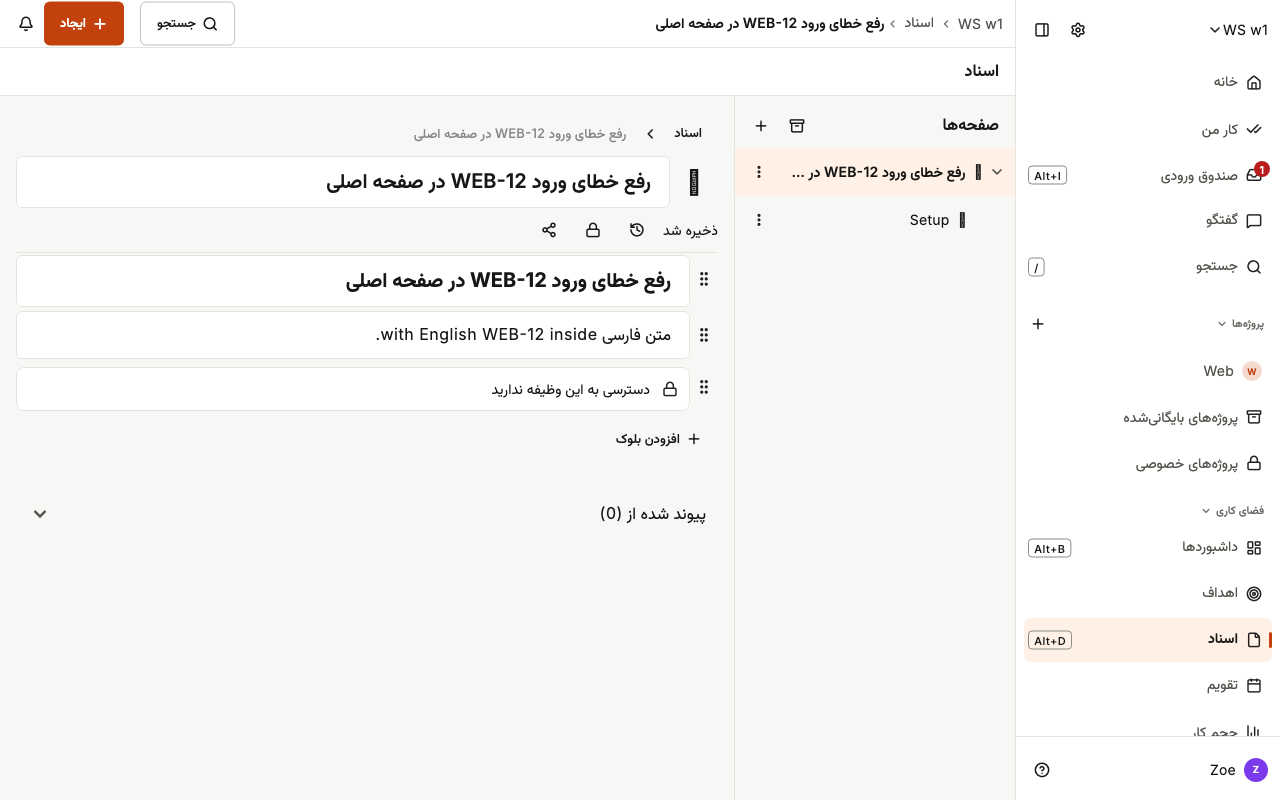 WS w1
خانه
کار من
صندوق ورودی 1 Alt+I
گفتگو
جستجو /
پروژه‌ها
W Web
پروژه‌های بایگانی‌شده
پروژه‌های خصوصی
فضای کاری
داشبوردها Alt+B
اهداف
اسناد Alt+D
تقویم
حجم کار
Z Zoe
WS w1 › اسناد › رفع خطای ورود WEB-12 در صفحه اصلی
جستجو
ایجاد
اسناد
صفحه‌ها
رفع خطای ورود WEB-12 در ...
Setup
اسناد › رفع خطای ورود WEB-12 در صفحه اصلی
رفع خطای ورود WEB-12 در صفحه اصلی
ذخیره شد
رفع خطای ورود WEB-12 در صفحه اصلی
متن فارسی with English WEB-12 inside.
دسترسی به این وظیفه ندارید
افزودن بلوک
پیوند شده از (0)